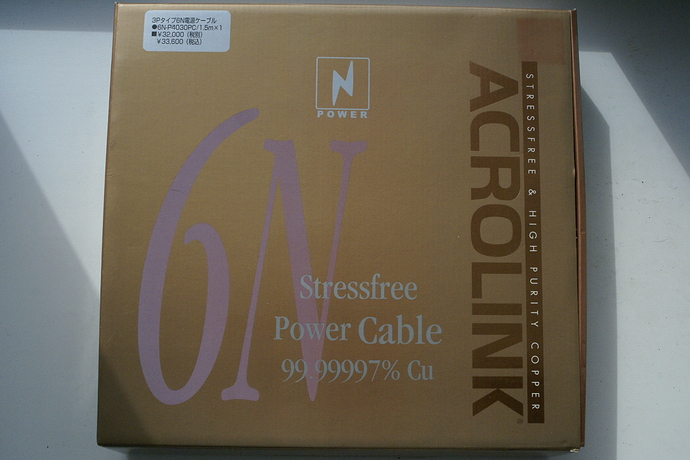 3Pタイプ6N電源ケーブル
●6N-P4030PC/1.5m×1
■¥32,000(税別)
¥33,600(税込)
N
POWER
6N
Stressfree
Power Cable
99.99997% Cu
ACROLINK®
STRESSFREE & HIGH PURITY COPPER